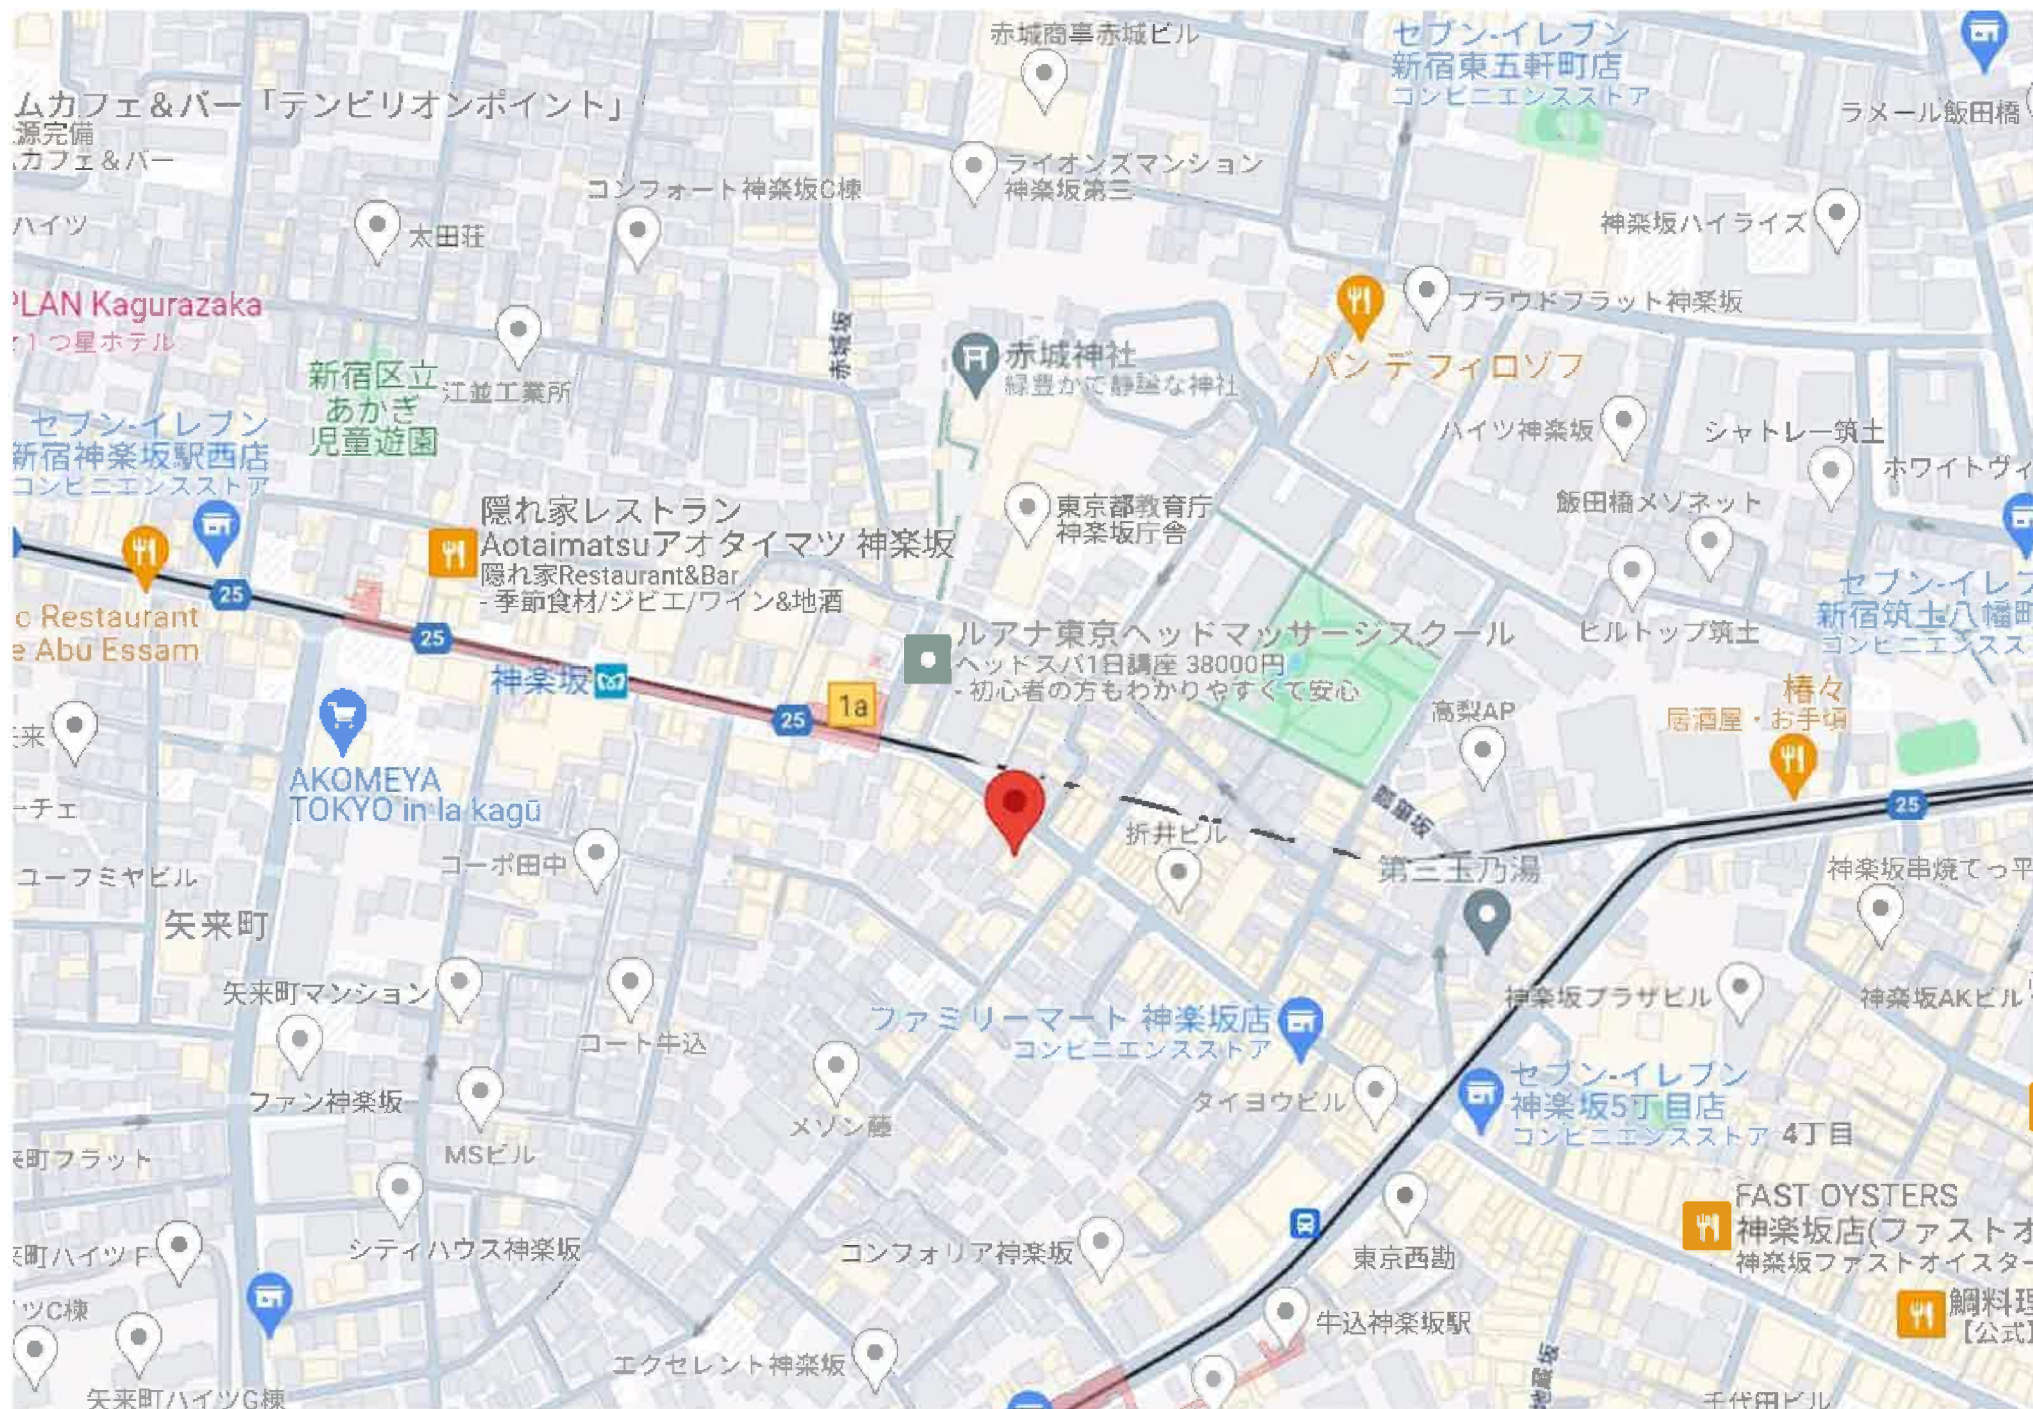 赤城商事赤城ビル
セブン-イレブン
新宿東五軒町店
コンビニエンスストア
ムカフェ＆バー「テンビリオンポイント」
源完備
カフェ＆バー
ラメール飯田橋
ライオンズマンション
神楽坂第三
コンフォート神楽坂C棟
ハイツ
太田荘
神楽坂ハイライズ
PLAN Kagurazaka
1つ星ホテル
プラウドフラット神楽坂
赤城坂
赤城神社
緑豊かで静謐な神社
パン デ フィロゾフ
新宿区立
あかぎ
児童遊園
江並工業所
セブン-イレブン
新宿神楽坂駅西店
コンビニエンスストア
ハイツ神楽坂
シャトレー筑土
ホワイトヴィ
隠れ家レストラン
Aotaimatsuアオタイマツ 神楽坂
隠れ家Restaurant&Bar
- 季節食材/ジビエ/ワイン&地酒
東京都教育庁
神楽坂庁舎
飯田橋メゾネット
25
o Restaurant
e Abu Essam
25
セブン-イレブ
新宿筑土八幡町
コンビニエンスス
ルアナ東京ヘッドマッサージスクール
ヘッドスパ1日講座 38000円
- 初心者の方もわかりやすくて安心
ヒルトップ筑土
神楽坂
1a
25
高梨AP
椿々
居酒屋・お手頃
来
AKOMEYA
TOKYO in la kagū
25
ーチェ
折井ビル
コーポ田中
第三玉乃湯
神楽坂串焼てっ平
ユーフミヤビル
矢来町
矢来町マンション
神楽坂プラザビル
神楽坂AKビル
ファミリーマート 神楽坂店
コンビニエンスストア
コート牛込
ファン神楽坂
セブン-イレブン
神楽坂5丁目店
コンビニエンスストア
4丁目
タイヨウビル
メゾン藤
MSビル
来町フラット
FAST OYSTERS
神楽坂店(ファストオ
神楽坂ファストオイスター
来町ハイツF
シティハウス神楽坂
コンフォリア神楽坂
東京西勘
ツC棟
牛込神楽坂駅
鯛料理
【公式】
エクセレント神楽坂
地蔵坂
矢来町ハイツG棟
千代田ビル